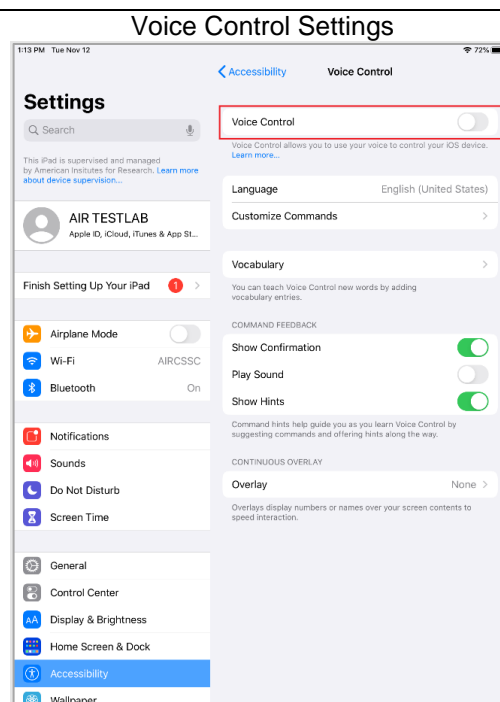 Voice Control Settings
1:13 PM Tue Nov 12
72%
Settings
Search
This iPad is supervised and managed
by American Insitutes for Research. Learn more
about device supervision...
AIR TESTLAB
Apple ID, iCloud, iTunes & App St...
Finish Setting Up Your iPad 1
Airplane Mode
Wi-Fi AIRCSSC
Bluetooth On
Notifications
Sounds
Do Not Disturb
Screen Time
General
Control Center
AA Display & Brightness
Home Screen & Dock
Accessibility
Wallpaper
Accessibility Voice Control
Voice Control
Voice Control allows you to use your voice to control your iOS device.
Learn more...
Language English (United States)
Customize Commands
Vocabulary
You can teach Voice Control new words by adding
vocabulary entries.
COMMAND FEEDBACK
Show Confirmation
Play Sound
Show Hints
Command hints help guide you as you learn Voice Control by
suggesting commands and offering hints along the way.
CONTINUOUS OVERLAY
Overlay None
Overlays display numbers or names over your screen contents to
speed interaction.